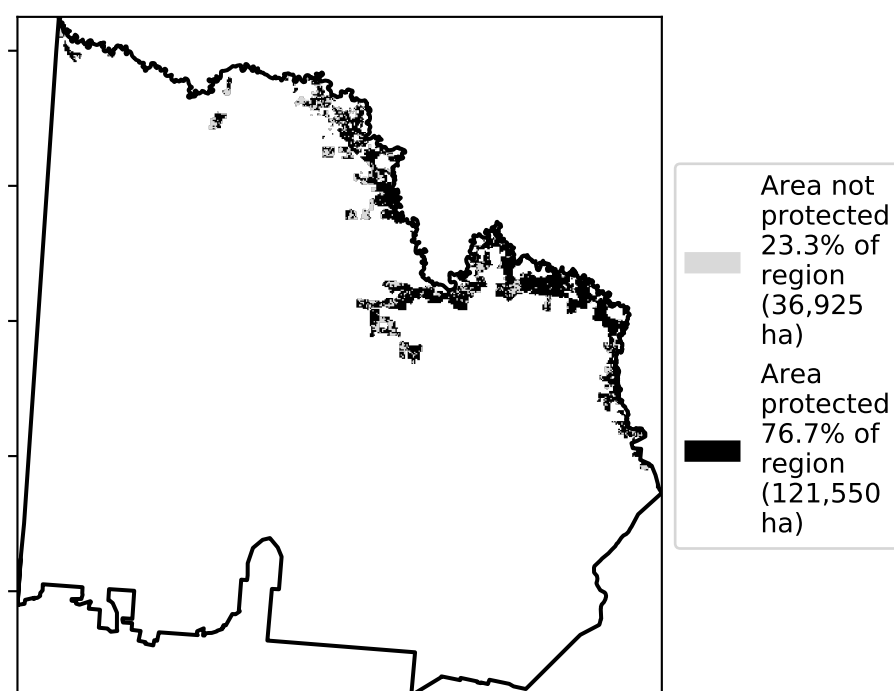 Area not
protected
23.3% of
region
(36,925
ha)
Area
protected
76.7% of
region
(121,550
ha)